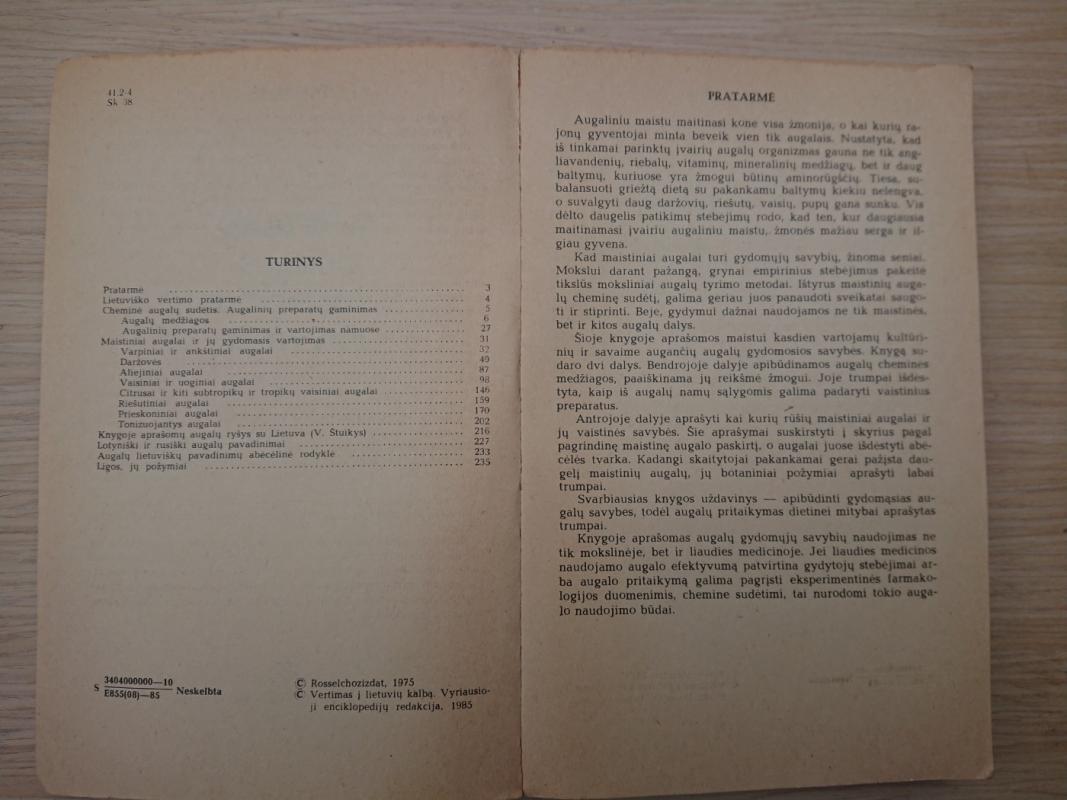 41.2-4
Sk 38
TURINYS
Pratarmė 3
Lietuviško vertimo pratarmė 4
Cheminė augalų sudėtis. Augalinių preparatų gaminimas 5
Augalų medžiagos 6
Augalinių preparatų gaminimas ir vartojimas namuose 27
Maistiniai augalai ir jų gydomasis vartojimas 31
Varpiniai ir ankštiniai augalai 32
Daržovės 49
Aliejiniai augalai 87
Vaisiniai ir uoginiai augalai 98
Citrusai ir kiti subtropikų ir tropikų vaisiniai augalai 146
Riešutiniai augalai 159
Prieskoniniai augalai 170
Tonizuojantys augalai 202
Knygoje aprašomų augalų ryšys su Lietuva (V. Štuikys) 216
Lotyniški ir rusiški augalų pavadinimai 227
Augalų lietuviškų pavadinimų abėcėlinė rodyklė 233
Ligos, jų požymiai 235
S 3404000000—10
E855(08)—85 Neskelbta
© Rosselchozizdat, 1975
© Vertimas į lietuvių kalbą. Vyriausio-
ji enciklopedijų redakcija, 1985
PRATARMĖ
Augaliniu maistu maitinasi kone visa žmonija, o kai kurių ra-
jonų gyventojai minta beveik vien tik augalais. Nustatyta, kad
iš tinkamai parinktų įvairių augalų organizmas gauna ne tik ang-
liavandenių, riebalų, vitaminų, mineralinių medžiagų, bet ir daug
baltymų, kuriuose yra žmogui būtinų aminorūgščių. Tiesa, su-
balansuoti griežtą dietą su pakankamu baltymų kiekiu nelengva,
o suvalgyti daug daržovių, riešutų, vaisių, pupų gana sunku. Vis
dėlto daugelis patikimų stebėjimų rodo, kad ten, kur daugiausia
maitinamasi įvairiu augaliniu maistu, žmonės mažiau serga ir il-
giau gyvena.
Kad maistiniai augalai turi gydomųjų savybių, žinoma seniai.
Mokslui darant pažangą, grynai empirinius stebėjimus pakeitė
tikslūs moksliniai augalų tyrimo metodai. Ištyrus maistinių auga-
lų cheminę sudėtį, galima geriau juos panaudoti sveikatai saugo-
ti ir stiprinti. Beje, gydymui dažnai naudojamos ne tik maistinės,
bet ir kitos augalų dalys.
Šioje knygoje aprašomos maistui kasdien vartojamų kultūri-
nių ir savaime augančių augalų gydomosios savybės. Knygą su-
daro dvi dalys. Bendrojoje dalyje apibūdinamos augalų cheminės
medžiagos, paaiškinama jų reikšmė žmogui. Joje trumpai išdės-
tyta, kaip iš augalų namų sąlygomis galima padaryti vaistinius
preparatus.
Antrojoje dalyje aprašyti kai kurių rūšių maistiniai augalai ir
jų vaistinės savybės. Šie aprašymai suskirstyti į skyrius pagal
pagrindinę maistinę augalo paskirtį, o augalai juose išdėstyti abė-
cėlės tvarka. Kadangi skaitytojai pakankamai gerai pažįsta dau-
gelį maistinių augalų, jų botaniniai požymiai aprašyti labai
trumpai.
Svarbiausias knygos uždavinys — apibūdinti gydomąsias au-
galų savybes, todėl augalų pritaikymas dietinei mitybai aprašytas
trumpai.
Knygoje aprašomas augalų gydomųjų savybių naudojimas ne
tik mokslinėje, bet ir liaudies medicinoje. Jei liaudies medicinos
naudojamo augalo efektyvumą patvirtina gydytojų stebėjimai ar-
ba augalo pritaikymą galima pagrįsti eksperimentinės farmako-
logijos duomenimis, chemine sudėtimi, tai nurodomi tokio auga-
lo naudojimo būdai.